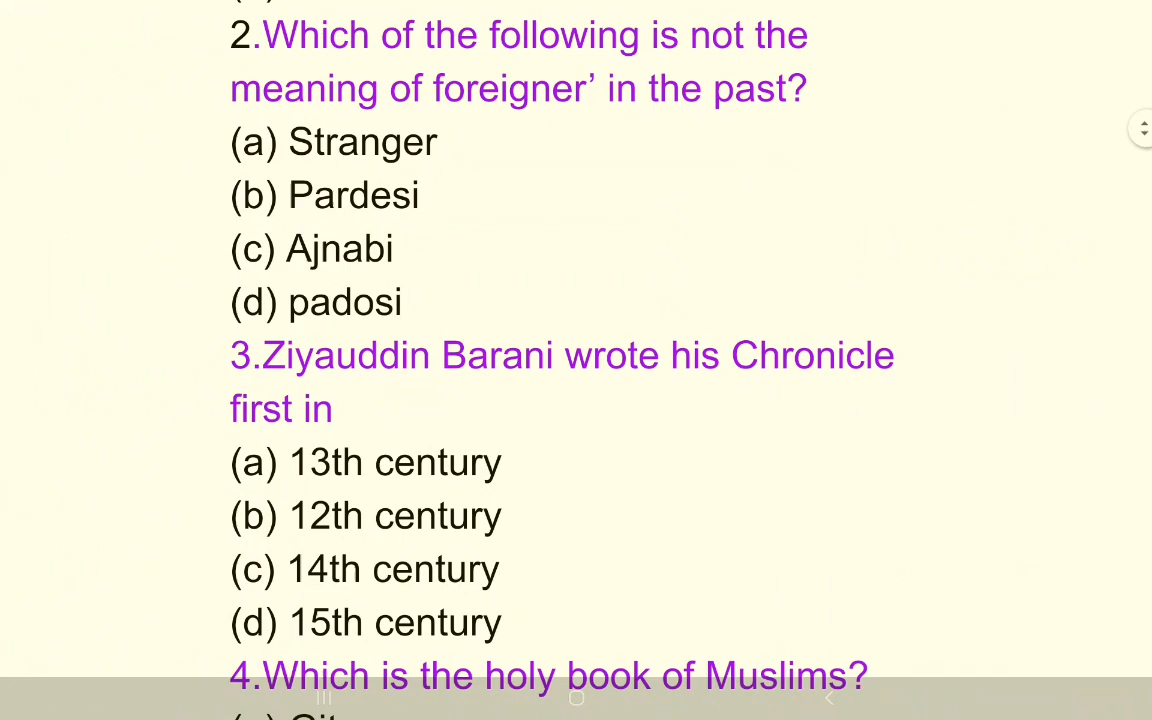 2.Which of the following is not the
meaning of foreigner’ in the past?
(a) Stranger
(b) Pardesi
(c) Ajnabi
(d) padosi
3.Ziyauddin Barani wrote his Chronicle
first in
(a) 13th century
(b) 12th century
(c) 14th century
(d) 15th century
4.Which is the holy book of Muslims?